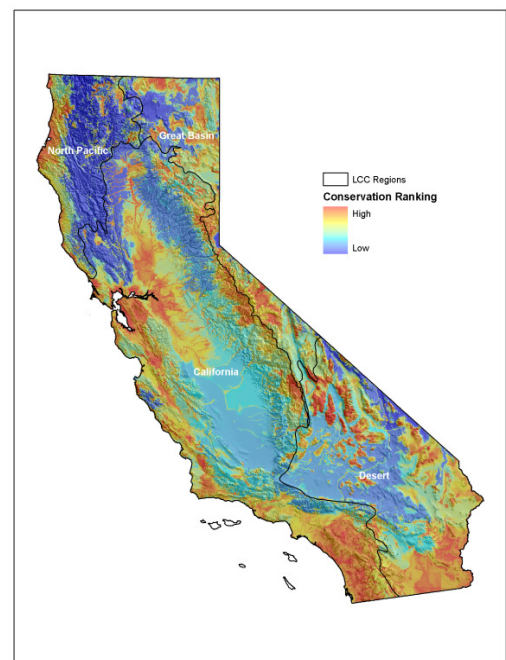 Great Basin
North Pacific
LCC Regions
Conservation Ranking
High
Low
California
Desert